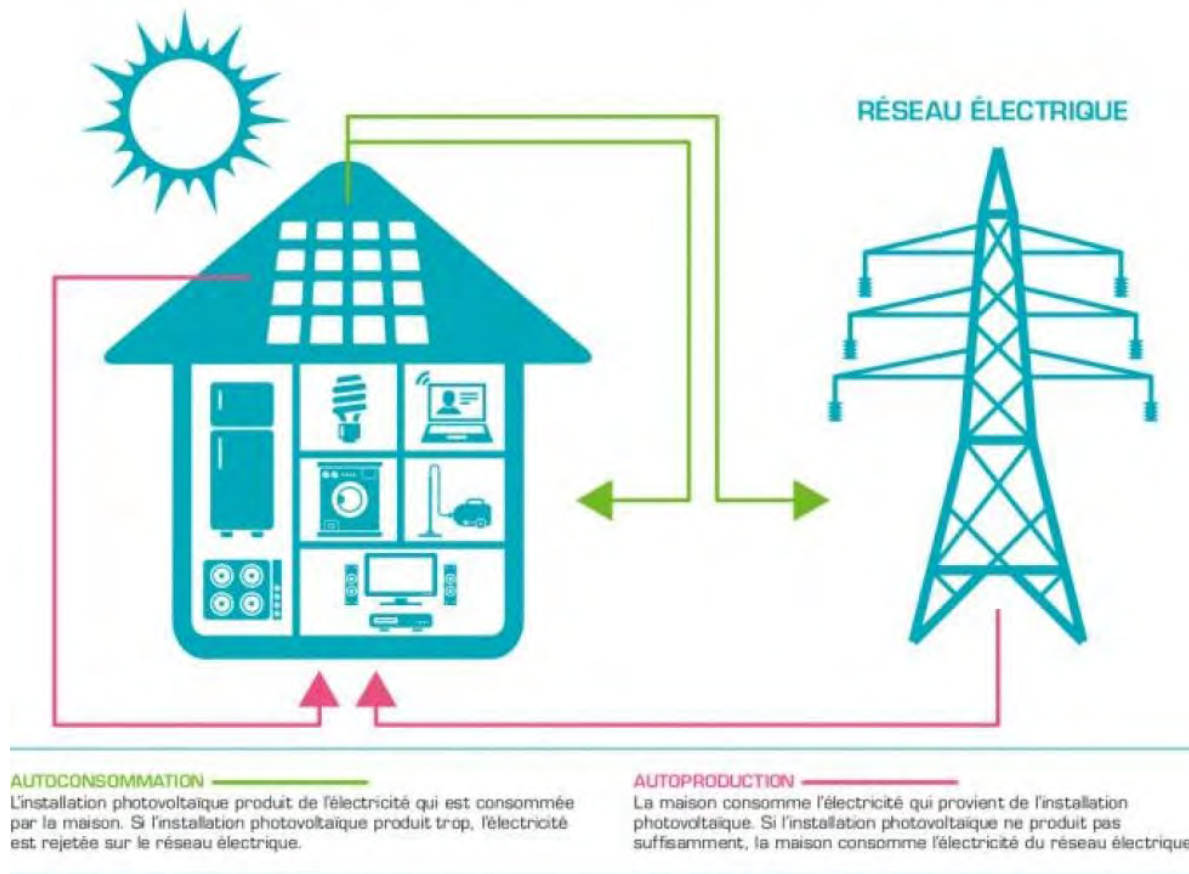 RÉSEAU ÉLECTRIQUE
AUTOCONSOMMATION
L'installation photovoltaïque produit de l'électricité qui est consommée
par la maison. Si l'installation photovoltaïque produit trop, l'électricité
est rejetée sur le réseau électrique.
AUTOPRODUCTION
La maison consomme l'électricité qui provient de l'installation
photovoltaïque. Si l'installation photovoltaïque ne produit pas
suffisamment, la maison consomme l'électricité du réseau électrique